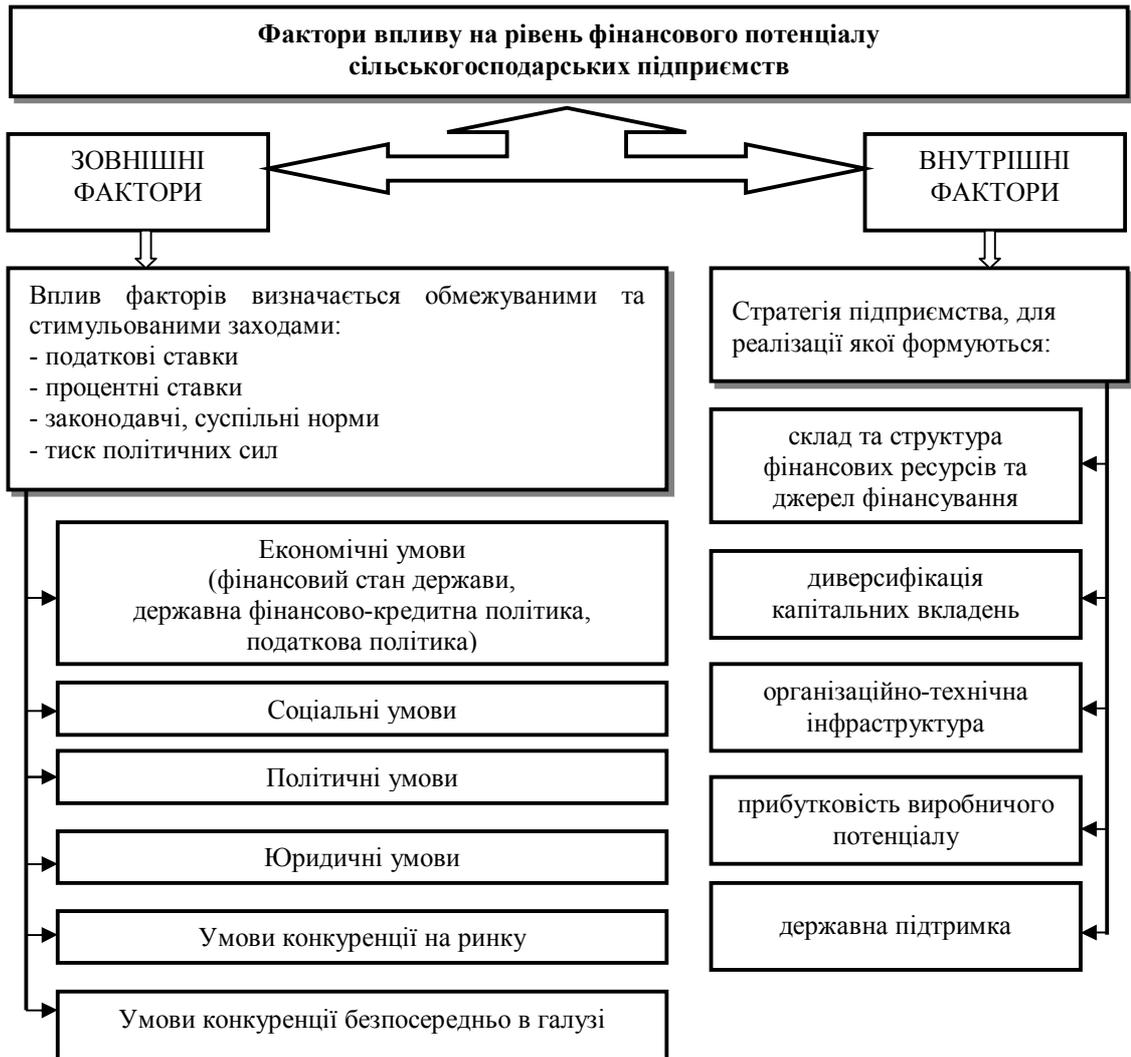 Фактори впливу на рівень фінансового потенціалу
сільськогосподарських підприємств
ЗОВНІШНІ
ФАКТОРИ
ВНУТРІШНІ
ФАКТОРИ
Вплив факторів визначається обмежуваними та
стимульованими заходами:
- податкові ставки
- процентні ставки
- законодавчі, суспільні норми
- тиск політичних сил
Економічні умови
(фінансовий стан держави,
державна фінансово-кредитна політика,
податкова політика)
Соціальні умови
Політичні умови
Юридичні умови
Умови конкуренції на ринку
Умови конкуренції безпосередньо в галузі
Стратегія підприємства, для
реалізації якої формуються:
склад та структура
фінансових ресурсів та
джерел фінансування
диверсифікація
капітальних вкладень
організаційно-технічна
інфраструктура
прибутковість виробничого
потенціалу
державна підтримка